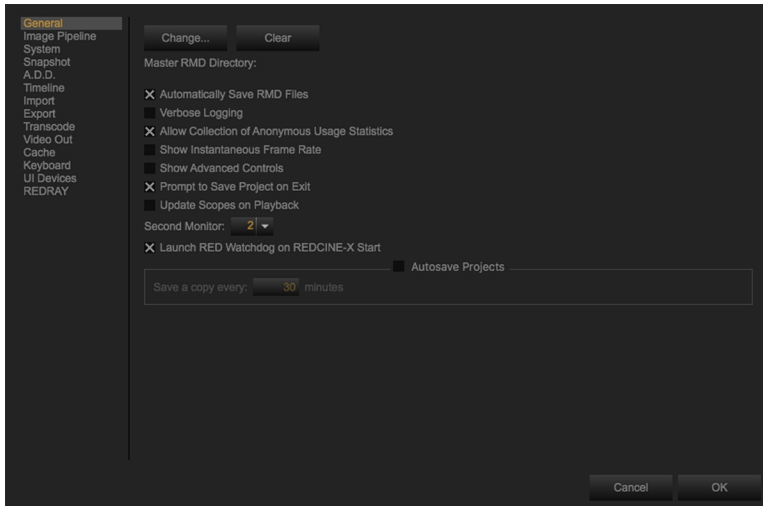 General
Image Pipeline
System
Snapshot
A.D.D.
Timeline
Import
Export
Transcode
Video Out
Cache
Keyboard
UI Devices
REDRAY
Change... Clear
Master RMD Directory:
Automatically Save RMD Files
Verbose Logging
Allow Collection of Anonymous Usage Statistics
Show Instantaneous Frame Rate
Show Advanced Controls
Prompt to Save Project on Exit
Update Scopes on Playback
Second Monitor: 2
Launch RED Watchdog on REDCINE-X Start
Autosave Projects
Save a copy every: 30 minutes
Cancel OK